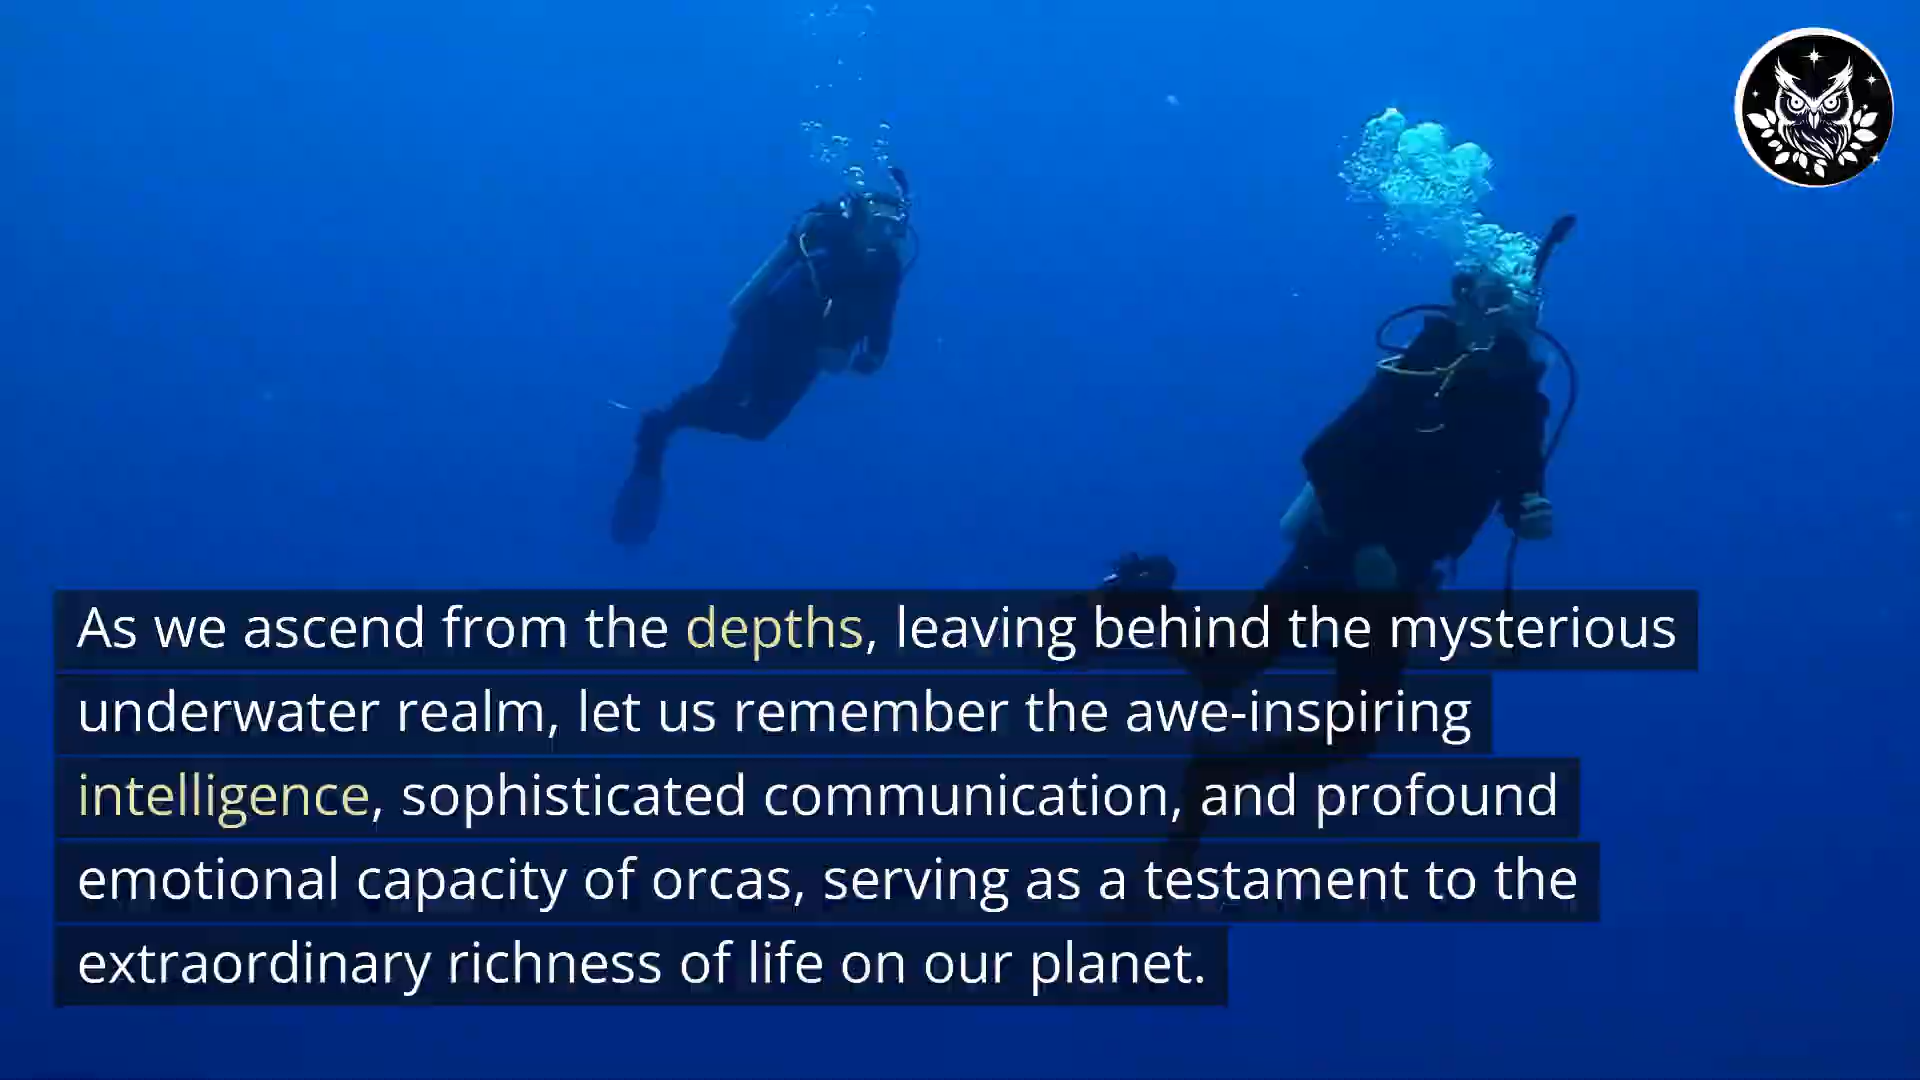 As we ascend from the depths, leaving behind the mysterious
underwater realm, let us remember the awe-inspiring
intelligence, sophisticated communication, and profound
emotional capacity of orcas, serving as a testament to the
extraordinary richness of life on our planet.